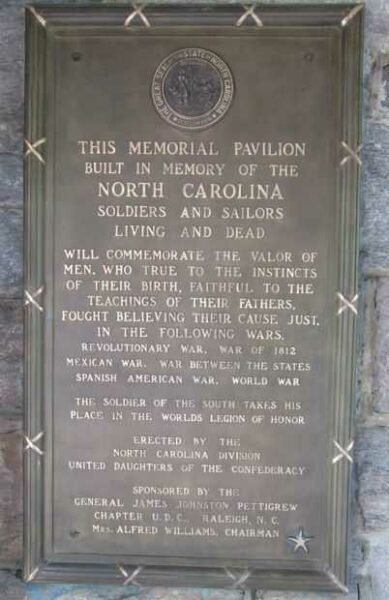 THE GREAT SEAL OF THE STATE OF NORTH CAROLINA
THIS MEMORIAL PAVILION
BUILT IN MEMORY OF THE
NORTH CAROLINA
SOLDIERS AND SAILORS
LIVING AND DEAD
WILL COMMEMORATE THE VALOR OF
MEN, WHO TRUE TO THE INSTINCTS
OF THEIR BIRTH, FAITHFUL TO THE
TEACHINGS OF THEIR FATHERS,
FOUGHT BELIEVING THEIR CAUSE JUST,
IN THE FOLLOWING WARS.
REVOLUTIONARY WAR, WAR OF 1812
MEXICAN WAR, WAR BETWEEN THE STATES
SPANISH AMERICAN WAR, WORLD WAR
THE SOLDIER OF THE SOUTH TAKES HIS
PLACE IN THE WORLDS LEGION OF HONOR
ERECTED BY THE
NORTH CAROLINA DIVISION
UNITED DAUGHTERS OF THE CONFEDERACY
SPONSORED BY THE
GENERAL JAMES JOHNSTON PETTIGREW
CHAPTER U.D.C., RALEIGH, N.C.
MRS. ALFRED WILLIAMS, CHAIRMAN